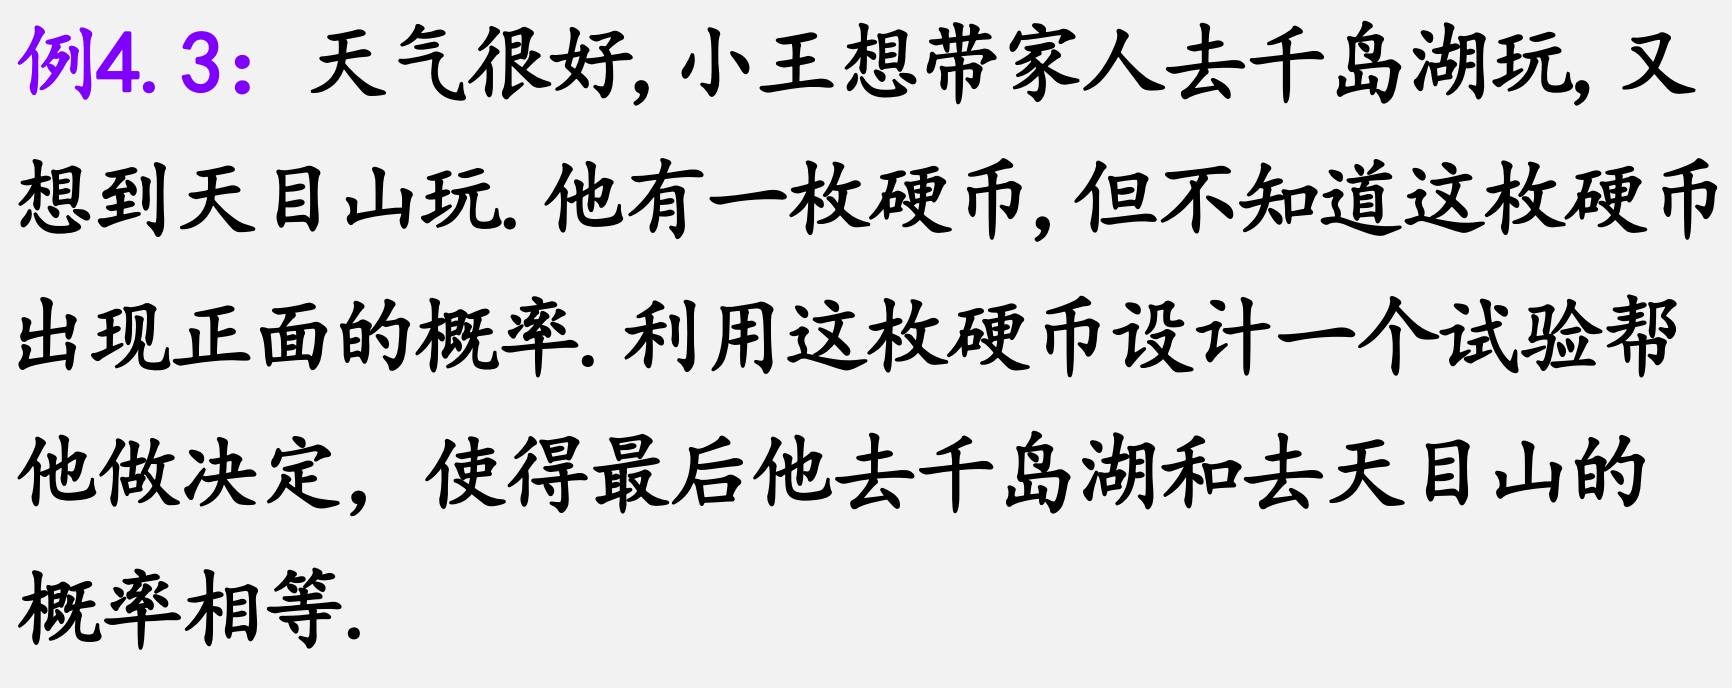 例4.3: 天气很好, 小王想带家人去千岛湖玩, 又
想到天目山玩. 他有一枚硬币, 但不知道这枚硬币
出现正面的概率. 利用这枚硬币设计一个试验帮
他做决定，使得最后他去千岛湖和去天目山的
概率相等.